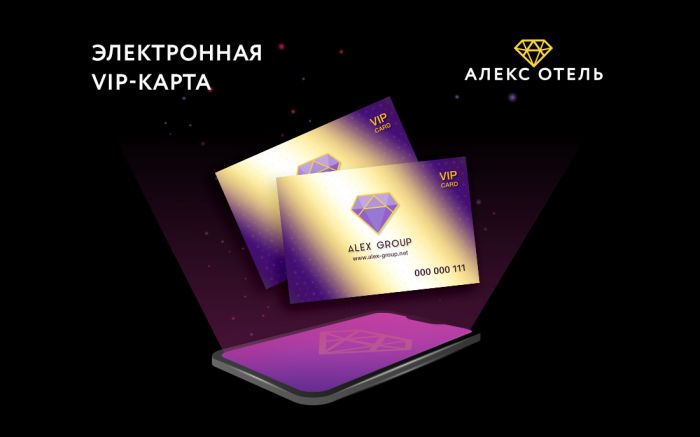 ЭЛЕКТРОННАЯ
VIP-КАРТА
АЛЕКС ОТЕЛЬ
VIP
CARD
VIP
CARD
ALEX GROUP
www.alex-group.net
000 000 111